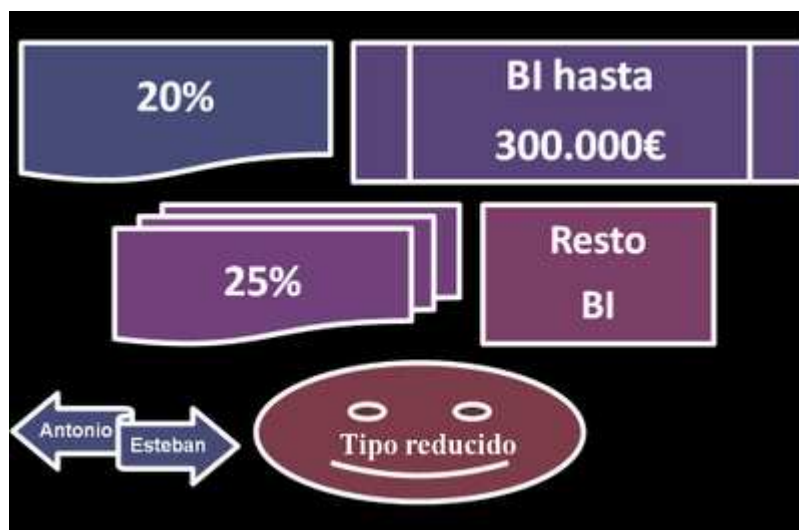 20%
BI hasta
300.000€
25%
Resto
BI
Antonio
Esteban
Tipo reducido